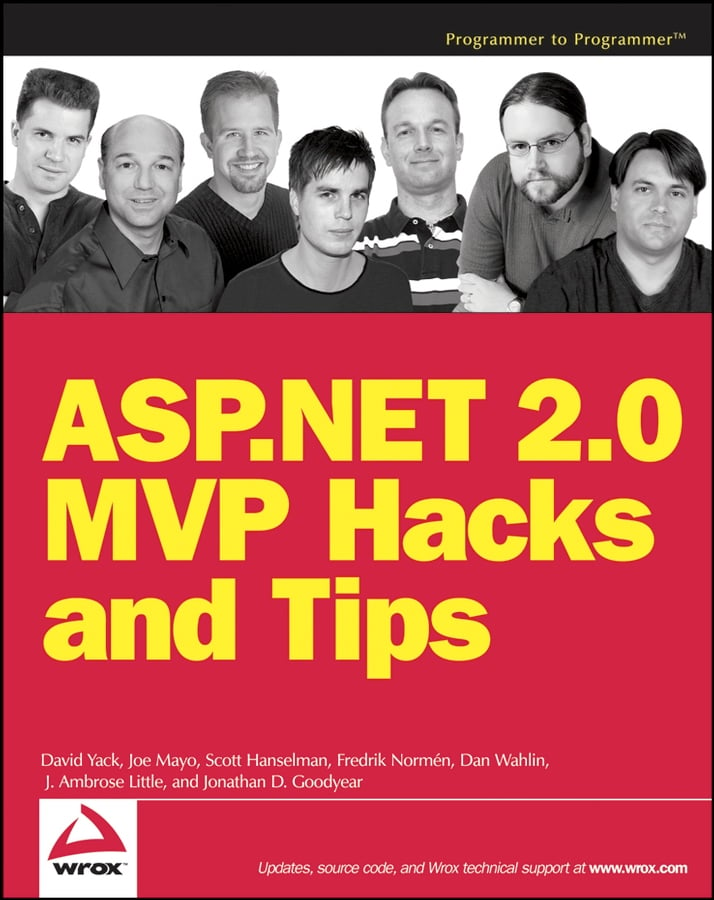 Programmer to Programmer™
ASP.NET 2.0
MVP Hacks
and Tips
David Yack, Joe Mayo, Scott Hanselman, Fredrik Normén, Dan Wahlin,
J. Ambrose Little, and Jonathan D. Goodyear
wrox™
Updates, source code, and Wrox technical support at www.wrox.com